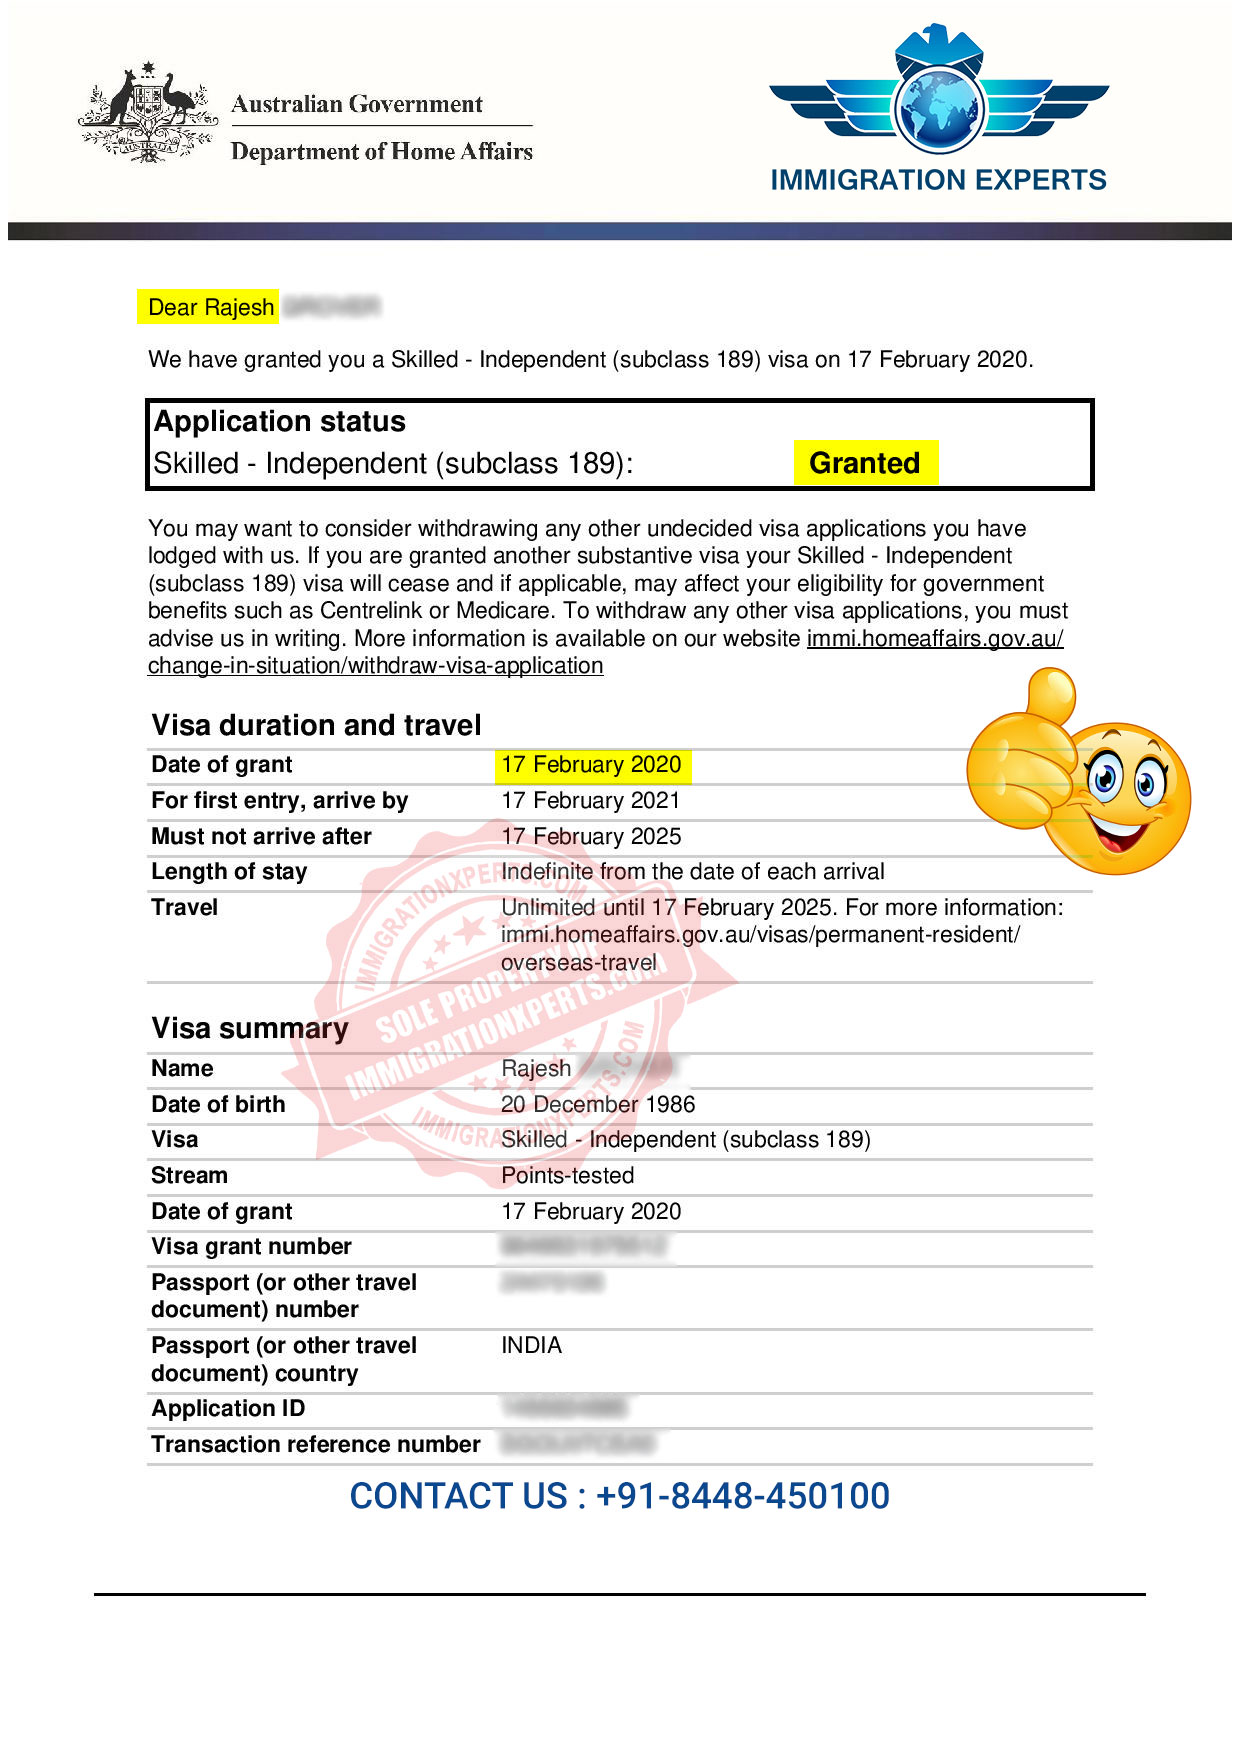 Australian Government
Department of Home Affairs
AUSTRALIA
IMMIGRATION EXPERTS
Dear Rajesh
We have granted you a Skilled - Independent (subclass 189) visa on 17 February 2020.
Application status
Skilled - Independent (subclass 189): Granted
You may want to consider withdrawing any other undecided visa applications you have
lodged with us. If you are granted another substantive visa your Skilled - Independent
(subclass 189) visa will cease and if applicable, may affect your eligibility for government
benefits such as Centrelink or Medicare. To withdraw any other visa applications, you must
advise us in writing. More information is available on our website immi.homeaffairs.gov.au/
change-in-situation/withdraw-visa-application
Visa duration and travel
Date of grant 17 February 2020
For first entry, arrive by 17 February 2021
Must not arrive after 17 February 2025
Length of stay Indefinite from the date of each arrival
Travel Unlimited until 17 February 2025. For more information:
immi.homeaffairs.gov.au/visas/permanent-resident/
overseas-travel
IMMIGRATIONXPERTS.COM
SOLE PROPERTY OF
IMMIGRATIONXPERTS.COM
IMMIGRATIONXPERTS.COM
Visa summary
Name Rajesh
Date of birth 20 December 1986
Visa Skilled - Independent (subclass 189)
Stream Points-tested
Date of grant 17 February 2020
Visa grant number
Passport (or other travel
document) number
Passport (or other travel INDIA
document) country
Application ID
Transaction reference number
CONTACT US : +91-8448-450100